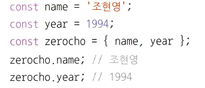 const name = '조현영';
const year = 1994;
const zerocho = { name, year };
zerocho.name; // 조현영
zerocho.year; // 1994